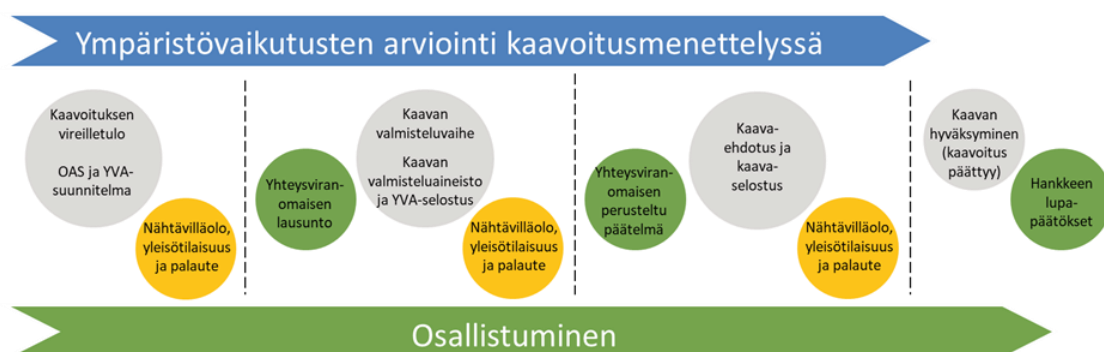 Ympäristövaikutusten arviointi kaavoitusmenettelyssä
Kaavoituksen
vireilletulo
OAS ja YVA-
suunnitelma
Nähtävilläolo,
yleisötilaisuus
ja palaute
Yhteysviran-
omaisen
lausunto
Kaavan
valmisteluvaihe
Kaavan
valmisteluaineisto
ja YVA-selostus
Nähtävilläolo,
yleisötilaisuus
ja palaute
Yhteysviran-
omaisen
perusteltu
päätelmä
Kaava-
ehdotus ja
kaava-
selostus
Nähtävilläolo,
yleisötilaisuus
ja palaute
Kaavan
hyväksyminen
(kaavoitus
päättyy)
Hankkeen
lupa-
päätökset
Osallistuminen